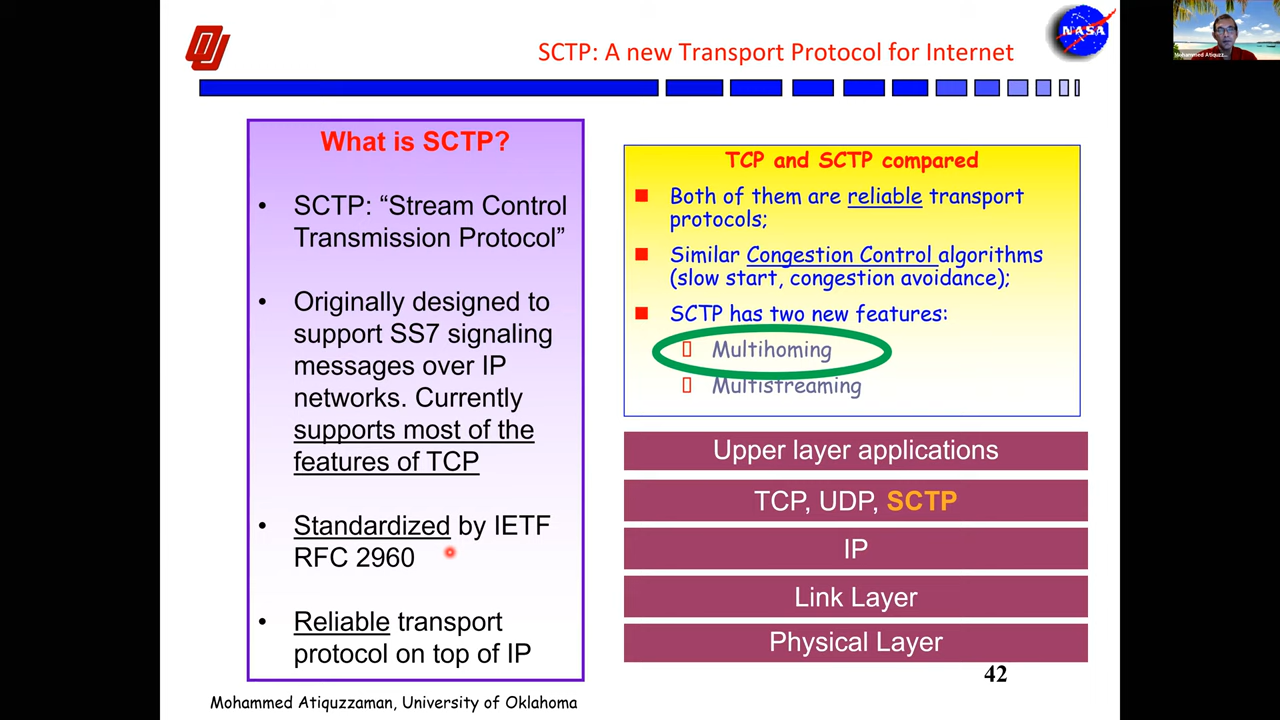 SCTP: A new Transport Protocol for Internet
NASA
Mohammed Atiquzz...
What is SCTP?
• SCTP: “Stream Control
Transmission Protocol”
• Originally designed to
support SS7 signaling
messages over IP
networks. Currently
supports most of the
features of TCP
• Standardized by IETF
RFC 2960
• Reliable transport
protocol on top of IP
TCP and SCTP compared
Both of them are reliable transport
protocols;
Similar Congestion Control algorithms
(slow start, congestion avoidance);
SCTP has two new features:
Multihoming
Multistreaming
Upper layer applications
TCP, UDP, SCTP
IP
Link Layer
Physical Layer
42
Mohammed Atiquzzaman, University of Oklahoma